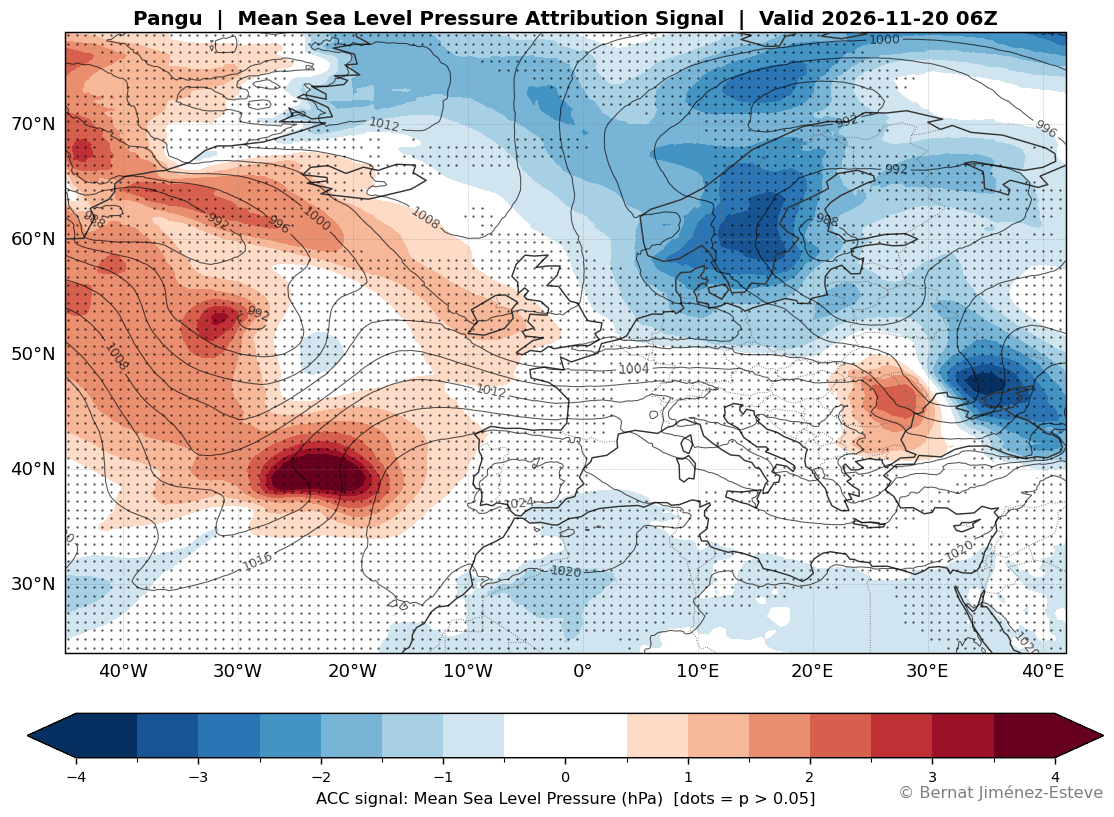 Pangu | Mean Sea Level Pressure Attribution Signal | Valid 2026-11-20 06Z
1000
70°N
1012
992
996
992
988
992
996
1000
1008
988
60°N
992
50°N
1008
1004
1012
40°N
1024
1016
1020
1020
30°N
1020
40°W
30°W
20°W
10°W
0°
10°E
20°E
30°E
40°E
−4
−3
−2
−1
0
1
2
3
4
ACC signal: Mean Sea Level Pressure (hPa) [dots = p > 0.05]
© Bernat Jiménez-Esteve